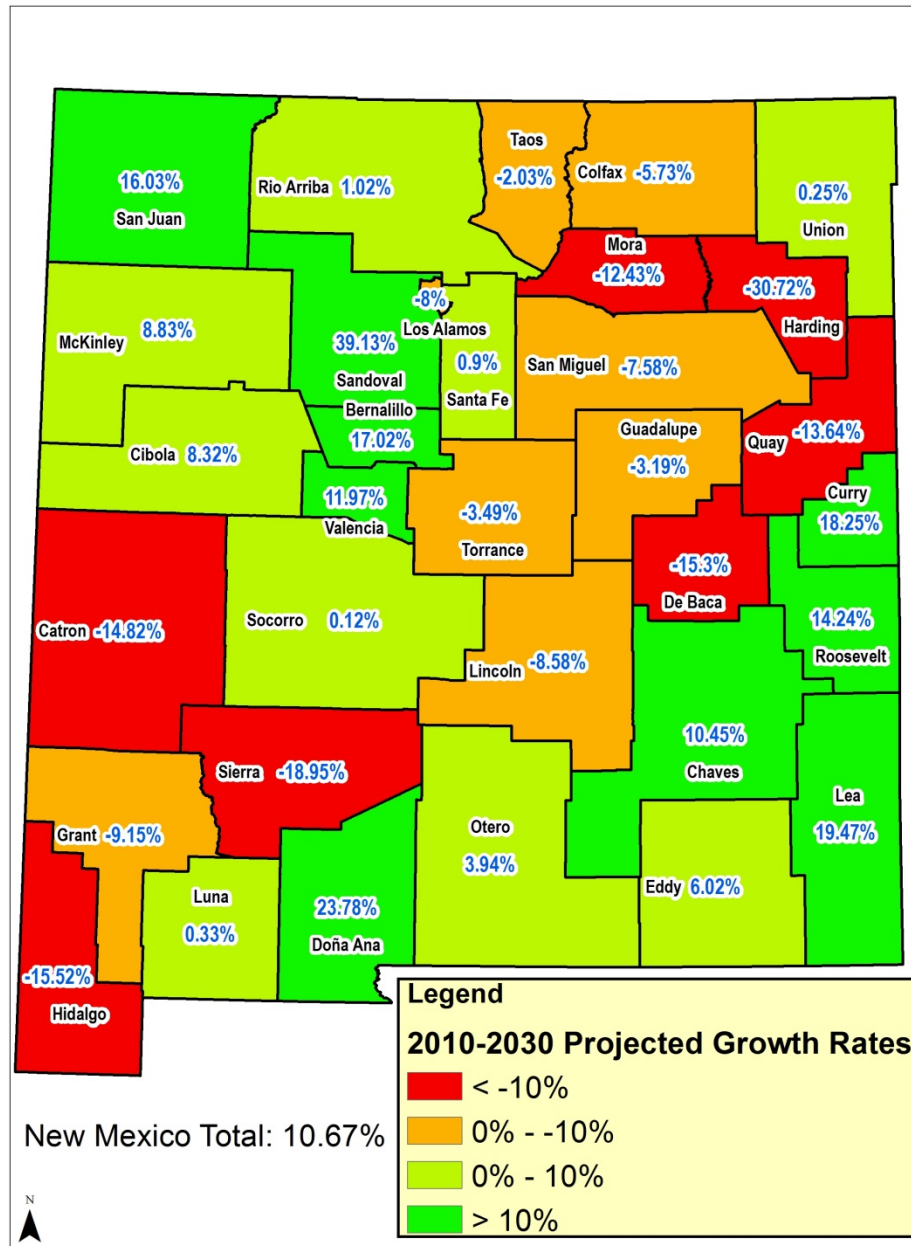 Taos
-2.03%
Colfax
-5.73%
16.03%
San Juan
Rio Arriba
1.02%
0.25%
Union
Mora
-12.43%
-30.72%
Harding
-8%
Los Alamos
McKinley
8.83%
39.13%
Sandoval
0.9%
Santa Fe
San Miguel
-7.58%
Bernalillo
17.02%
Guadalupe
-3.19%
Quay
-13.64%
Cibola
8.32%
Curry
18.25%
11.97%
Valencia
-3.49%
Torrance
-15.3%
De Baca
Catron
-14.82%
Socorro
0.12%
14.24%
Roosevelt
Lincoln
-8.58%
10.45%
Chaves
Sierra
-18.95%
Lea
19.47%
Grant
-9.15%
Otero
3.94%
Eddy
6.02%
Luna
0.33%
23.78%
Doña Ana
-15.52%
Hidalgo
Legend
2010-2030 Projected Growth Rates
< -10%
0% - -10%
0% - 10%
> 10%
New Mexico Total: 10.67%
N